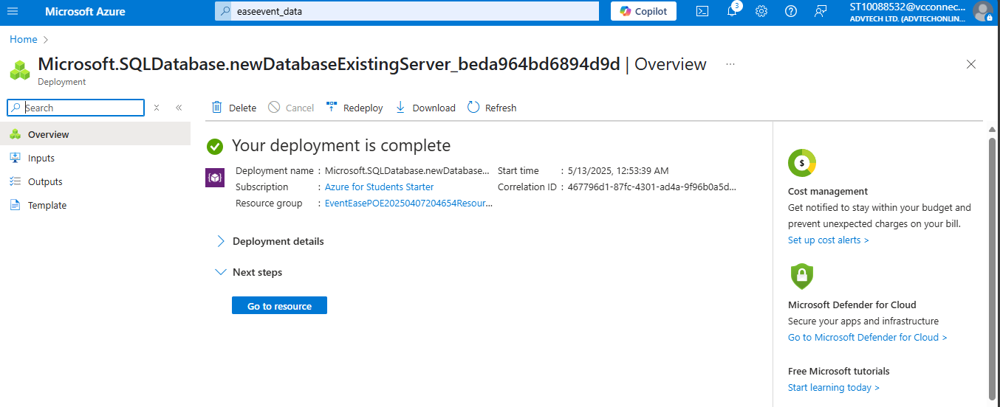 Microsoft Azure
easeevent_data
Copilot
3
ST10088532@vcconnec...
ADVTECH LTD. (ADVTECHONLIN...
Home >
Microsoft.SQLDatabase.newDatabaseExistingServer_beda964bd6894d9d | Overview ...
Deployment
Search
Overview
Inputs
Outputs
Template
Delete Cancel Redeploy Download Refresh
Your deployment is complete
Deployment name : Microsoft.SQLDatabase.newDatabase...
Subscription : Azure for Students Starter
Resource group : EventEasePOE20250407204654Resour...
Start time : 5/13/2025, 12:53:39 AM
Correlation ID : 467796d1-87fc-4301-ad4a-9f96b0a5d...
Deployment details
Next steps
Go to resource
$
Cost management
Get notified to stay within your budget and
prevent unexpected charges on your bill.
Set up cost alerts >
Microsoft Defender for Cloud
Secure your apps and infrastructure
Go to Microsoft Defender for Cloud >
Free Microsoft tutorials
Start learning today >